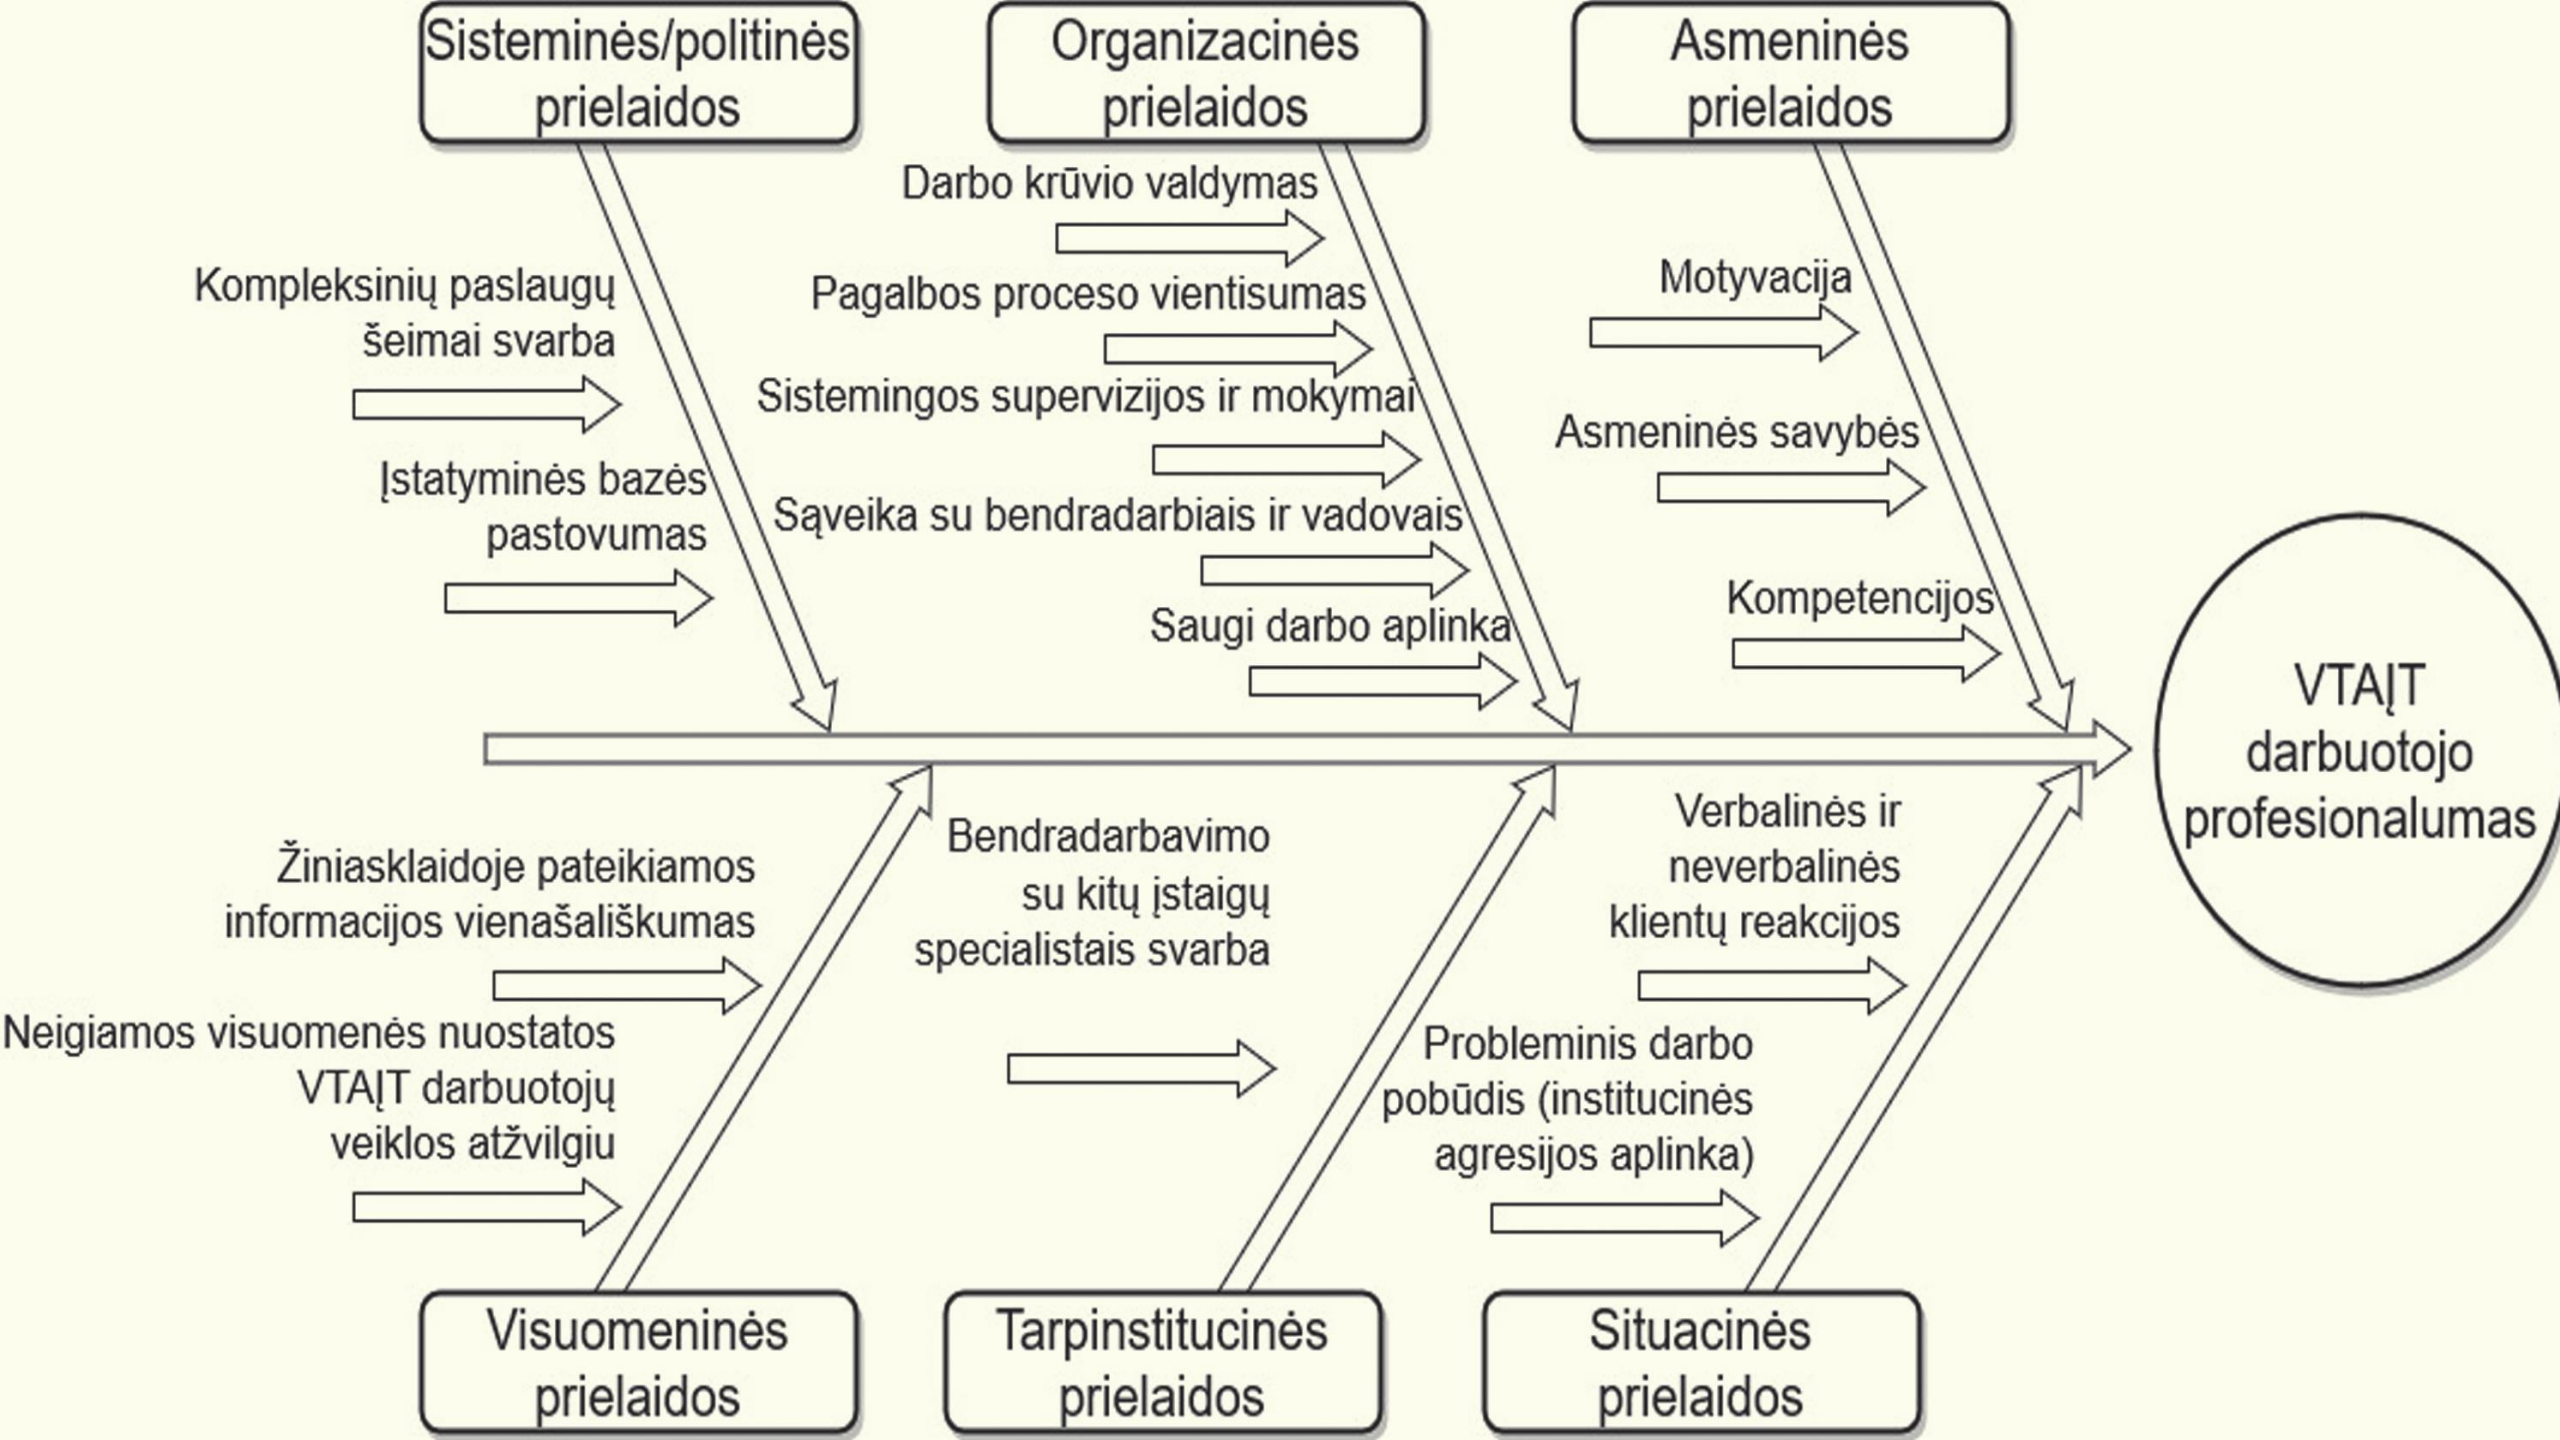 Sisteminės/politinės
prielaidos
Organizacinės
prielaidos
Asmeninės
prielaidos
Kompleksinių paslaugų
šeimai svarba
Įstatyminės bazės
pastovumas
Darbo krūvio valdymas
Pagalbos proceso vientisumas
Sistemingos supervizijos ir mokymai
Sąveika su bendradarbiais ir vadovais
Saugi darbo aplinka
Motyvacija
Asmeninės savybės
Kompetencijos
VTAĮT
darbuotojo
profesionalumas
Žiniasklaidoje pateikiamos
informacijos vienašališkumas
Neigiamos visuomenės nuostatos
VTAĮT darbuotojų
veiklos atžvilgiu
Bendradarbavimo
su kitų įstaigų
specialistais svarba
Verbalinės ir
neverbalinės
klientų reakcijos
Probleminis darbo
pobūdis (institucinės
agresijos aplinka)
Visuomeninės
prielaidos
Tarpinstitucinės
prielaidos
Situacinės
prielaidos